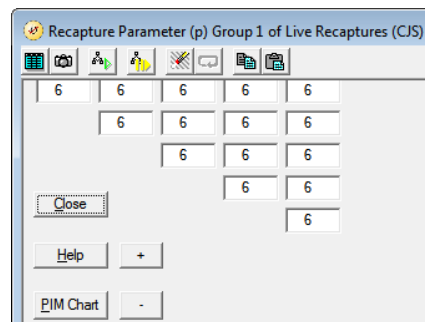 Recapture Parameter (p) Group 1 of Live Recaptures (CJS)
6 6 6 6 6
6 6 6 6
6 6 6
6 6
Close
6
Help +
PIM Chart -